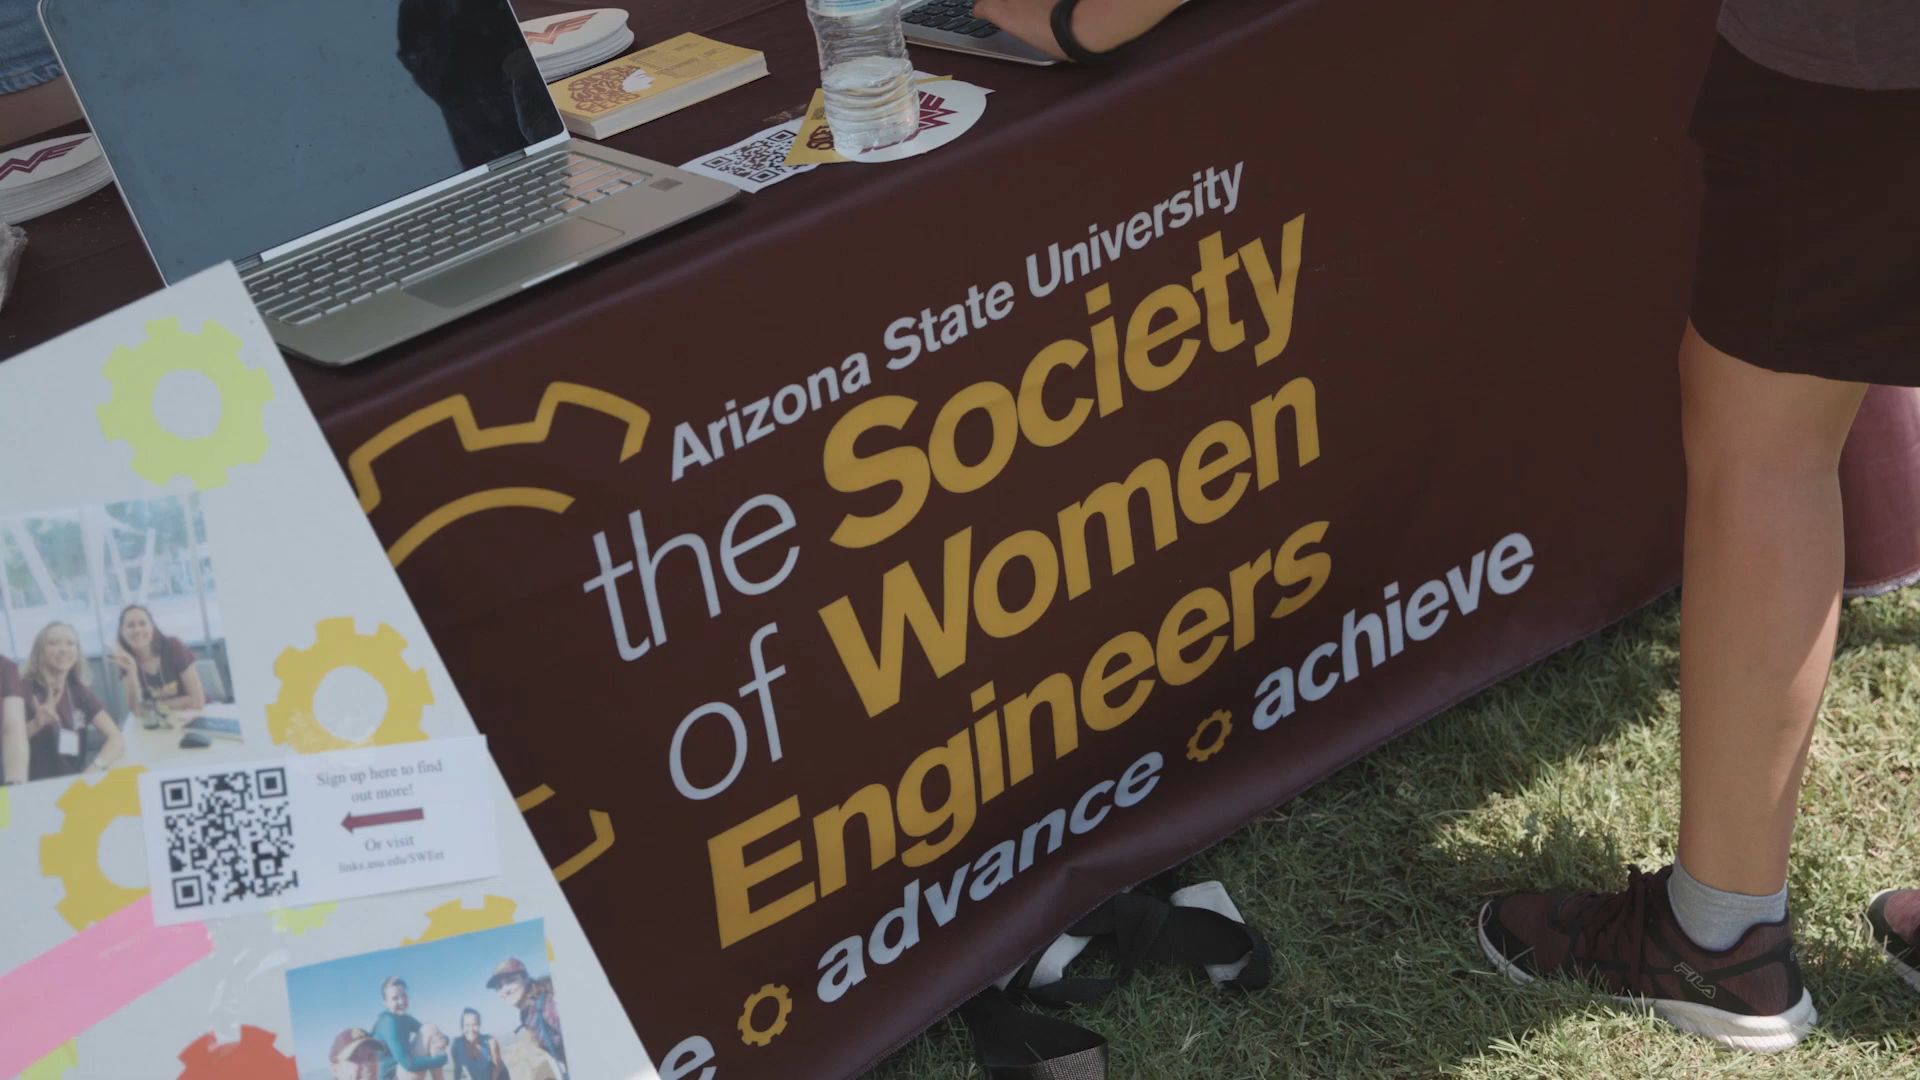 Arizona State University
the Society
of Women
Engineers
e advance achieve
Sign up here to find
out more!
Or visit
links.asu.edu/SWEet
FILA